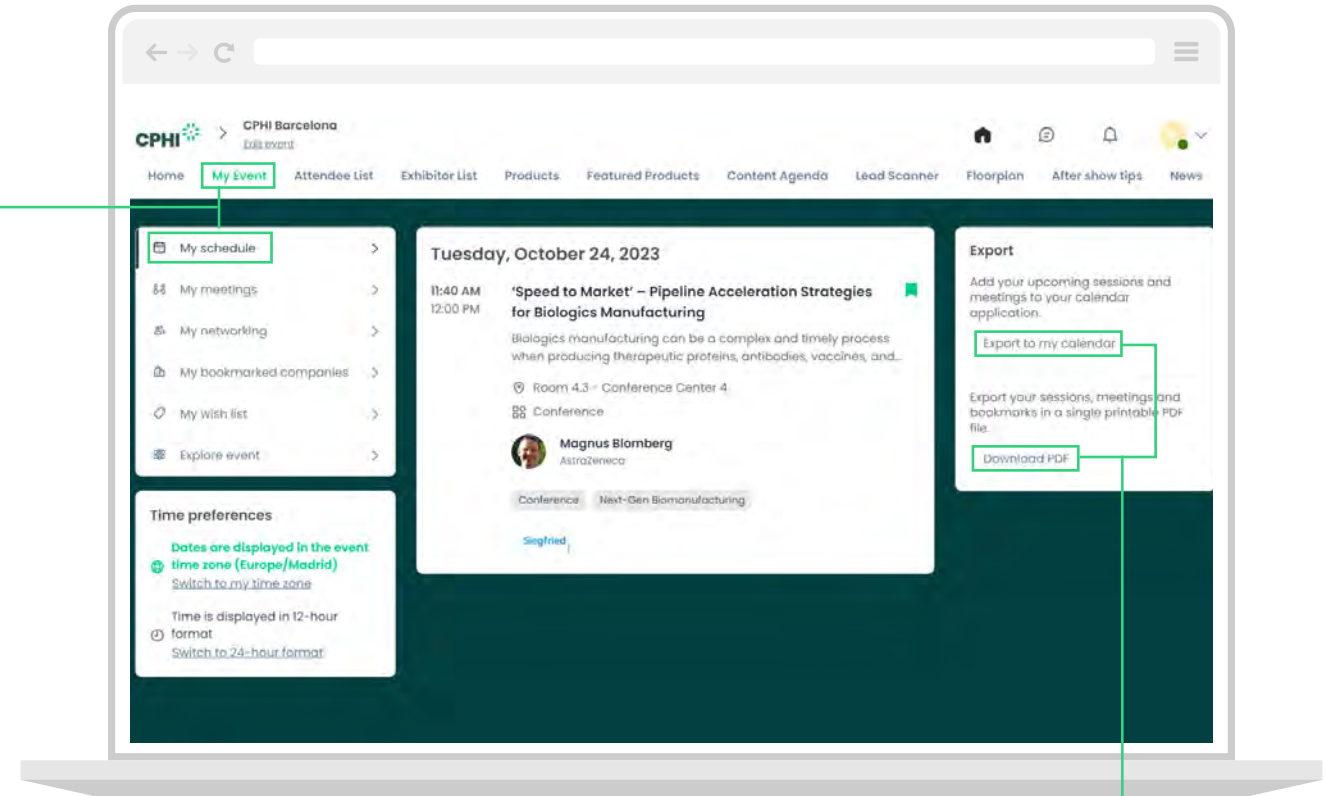 CPHI
CPHI Barcelona
Edit event
Home My Event Attendee List Exhibitor List Products Featured Products Content Agenda Lead Scanner Floorplan After show tips News
My schedule
My meetings
My networking
My bookmarked companies
My wish list
Explore event
Time preferences
Dates are displayed in the event
time zone (Europe/Madrid)
Switch to my time zone
Time is displayed in 12-hour
format
Switch to 24-hour format
Tuesday, October 24, 2023
11:40 AM
12:00 PM
‘Speed to Market’ – Pipeline Acceleration Strategies
for Biologics Manufacturing
Biologics manufacturing can be a complex and timely process
when producing therapeutic proteins, antibodies, vaccines, and...
Room 4.3 - Conference Center 4
Conference
Magnus Blomberg
AstraZeneca
Conference Next-Gen Biomanufacturing
Siegfried
Export
Add your upcoming sessions and
meetings to your calendar
application.
Export to my calendar
Export your sessions, meetings and
bookmarks in a single printable PDF
file.
Download PDF